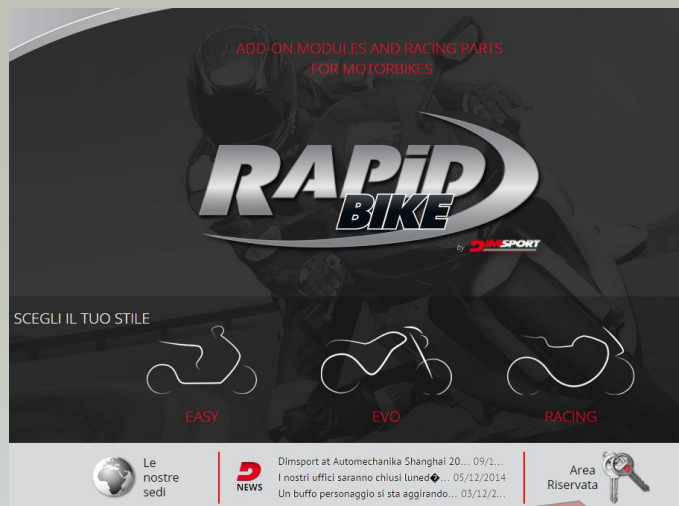 ADD-ON MODULES AND RACING PARTS
FOR MOTORBIKES
RAPiD
BIKE
by DIMSPORT
SCEGLI IL TUO STILE
EASY
EVO
RACING
Le
nostre
sedi
NEWS
Dimsport at Automechanika Shanghai 20... 09/1...
I nostri uffici saranno chiusi luned�... 05/12/2014
Un buffo personaggio si sta aggirando... 03/12/2...
Area
Riservata